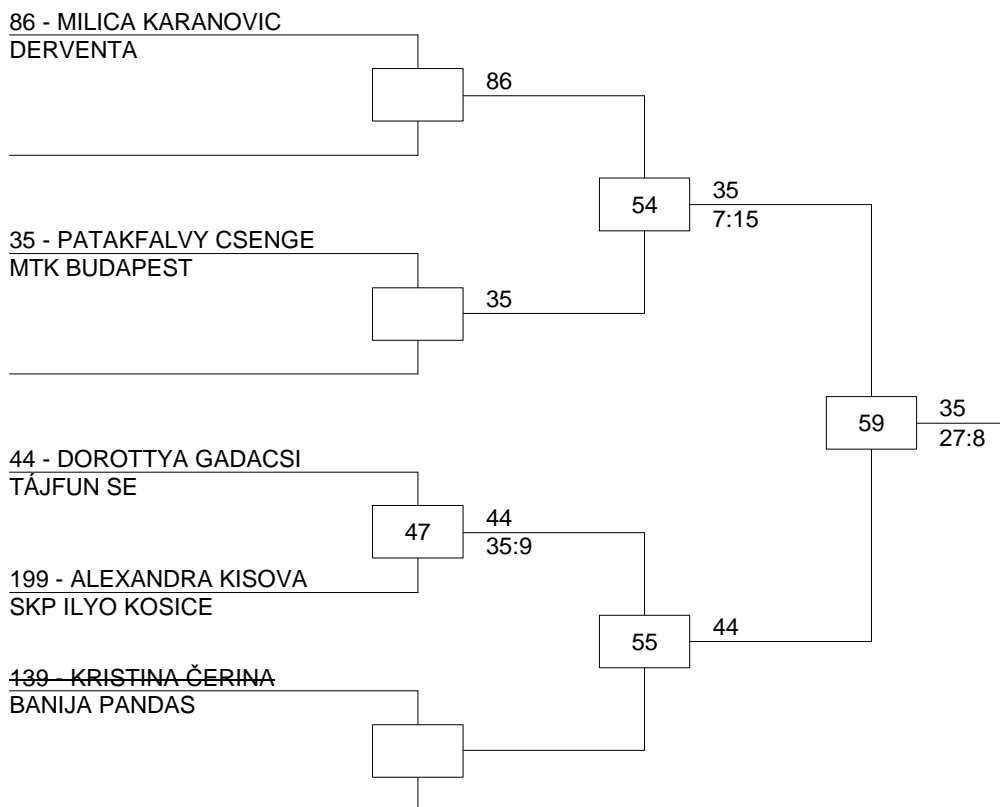 86 - MILICA KARANOVIC
DERVENTA
86
54
35
7:15
35 - PATAKFALVY CSENGE
MTK BUDAPEST
35
59
35
27:8
44 - DOROTTYA GADACSI
TÁJFUN SE
47
44
35:9
199 - ALEXANDRA KISOVA
SKP ILYO KOSICE
55
44
139 - KRISTINA ČERINA
BANIJA PANDAS